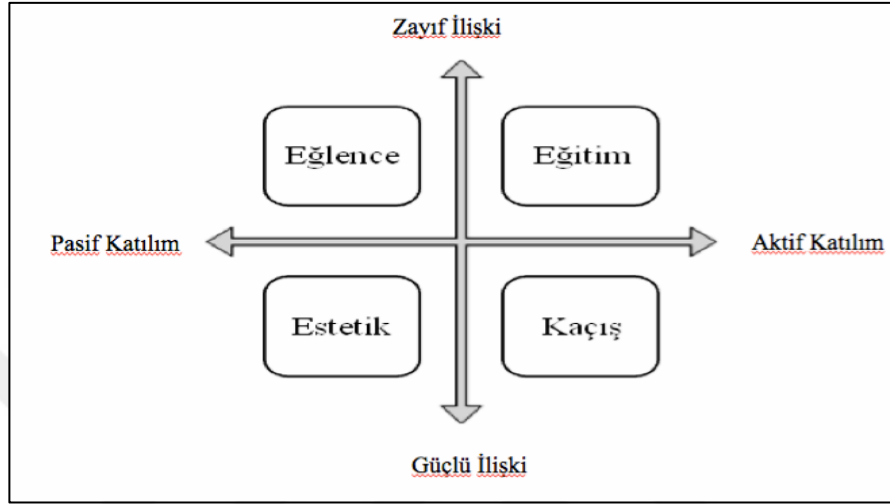 Zayıf İlişki
Eğlence
Eğitim
Pasif Katılım
Aktif Katılım
Estetik
Kaçış
Güçlü İlişki